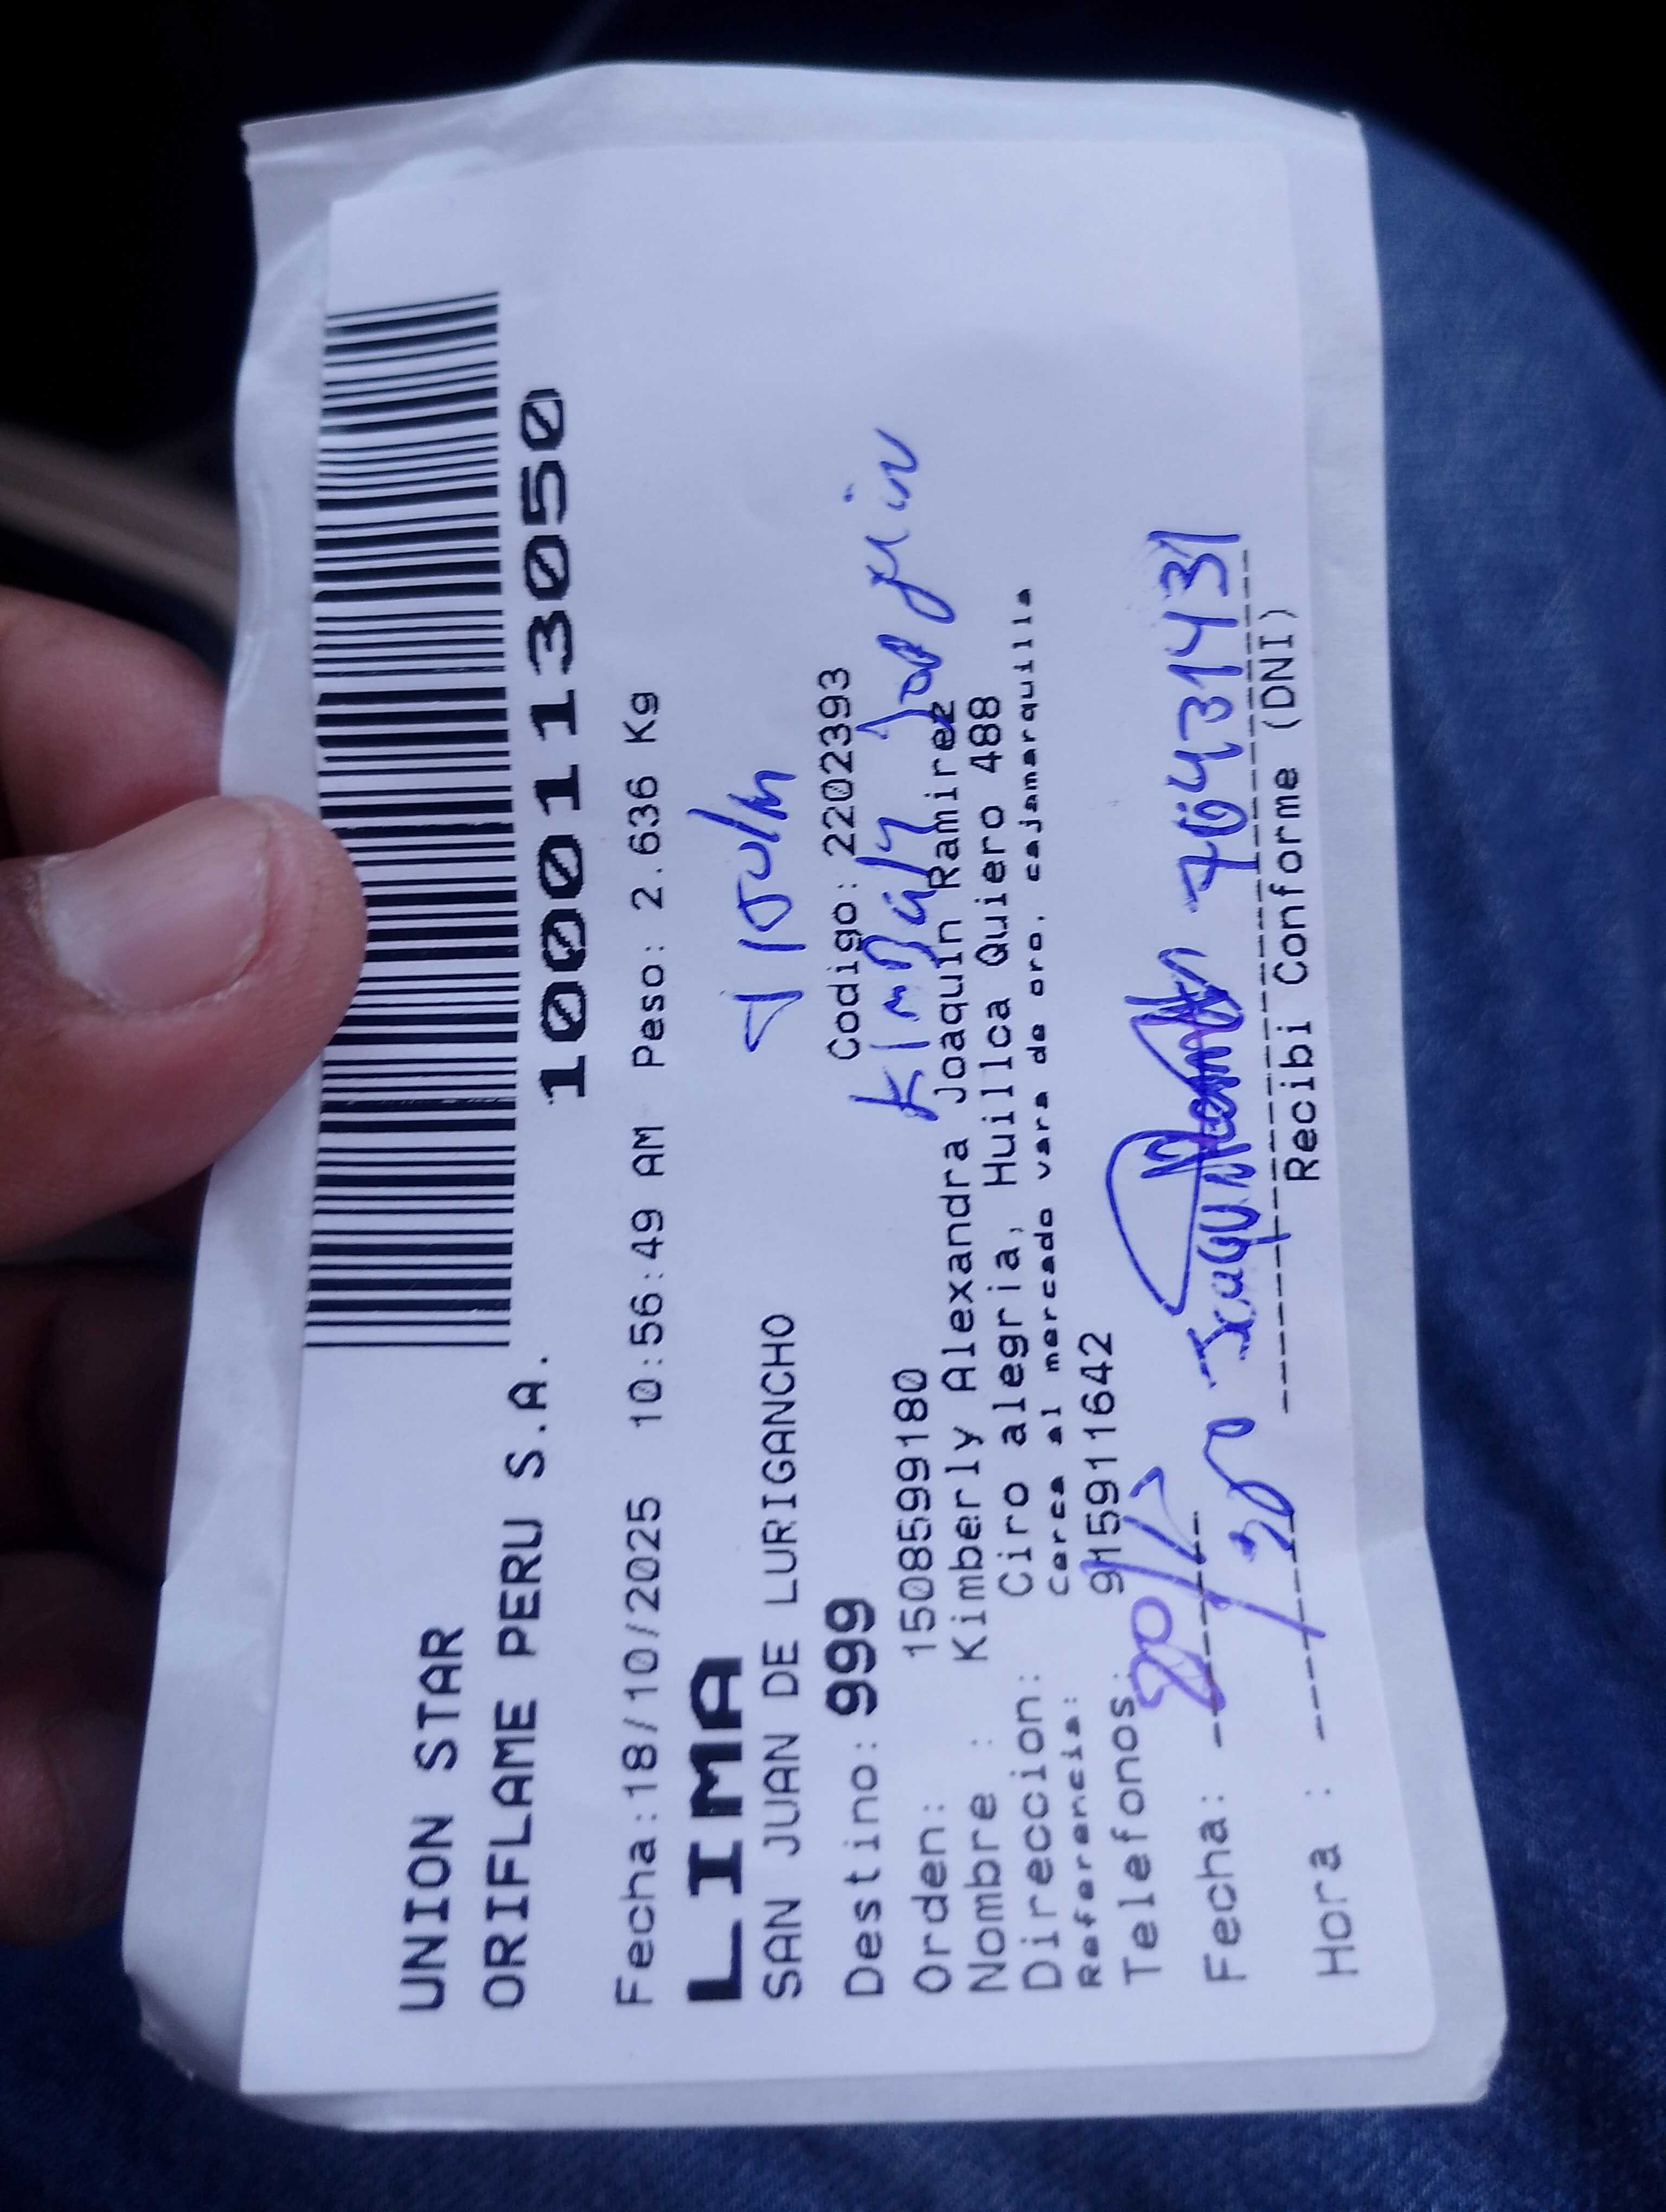 UNION STAR
ORIFLAME PERU S.A.
1000113050
Fecha:18/10/2025 10:56:49 AM Peso: 2.636 Kg
LIMA
SAN JUAN DE LURIGANCHO
Destino: 999 Codigo: 2202393
Orden: 1508599180
Nombre : Kimberly Alexandra Joaquin Ramirez
Direccion: Ciro alegria, Huillca Quiero 488
Referencia: Cerca al mercado vara de oro. cajamarquilla
Telefonos: 915911642
Fecha:
76431431
Hora :
Recibi Conforme (DNI)